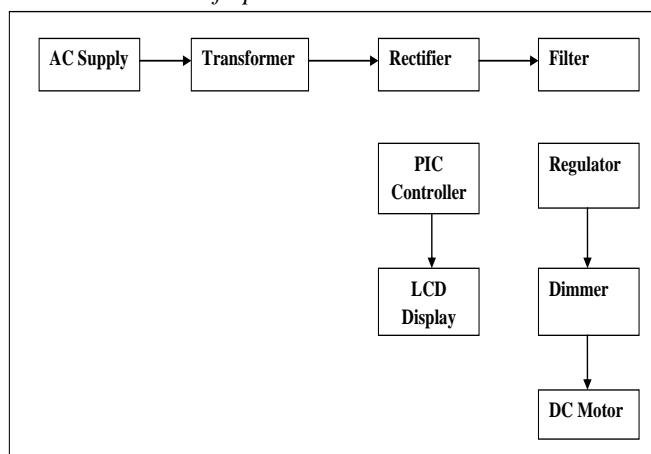 AC Supply
Transformer
Rectifier
Filter
PIC
Controller
Regulator
LCD
Display
Dimmer
DC Motor